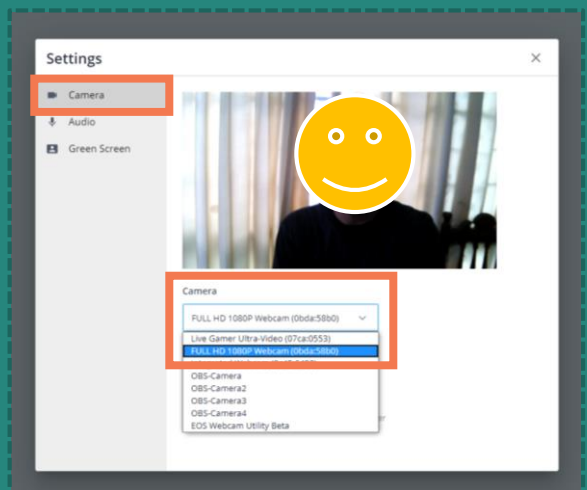 Settings
Camera
Audio
Green Screen
Camera
FULL HD 1080P Webcam (0bda:58b0)
Live Gamer Ultra-Video (07ca:0553)
FULL HD 1080P Webcam (0bda:58b0)
OBS-Camera
OBS-Camera2
OBS-Camera3
OBS-Camera4
EOS Webcam Utility Beta